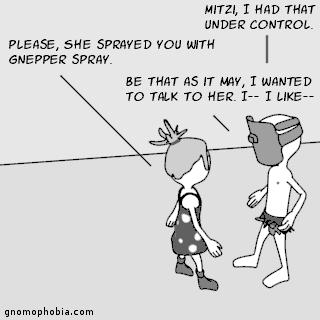 MITZI, I HAD THAT
UNDER CONTROL.
PLEASE, SHE SPRAYED YOU WITH
GNEPPER SPRAY.
BE THAT AS IT MAY, I WANTED
TO TALK TO HER. I-- I LIKE--
gnomophobia.com